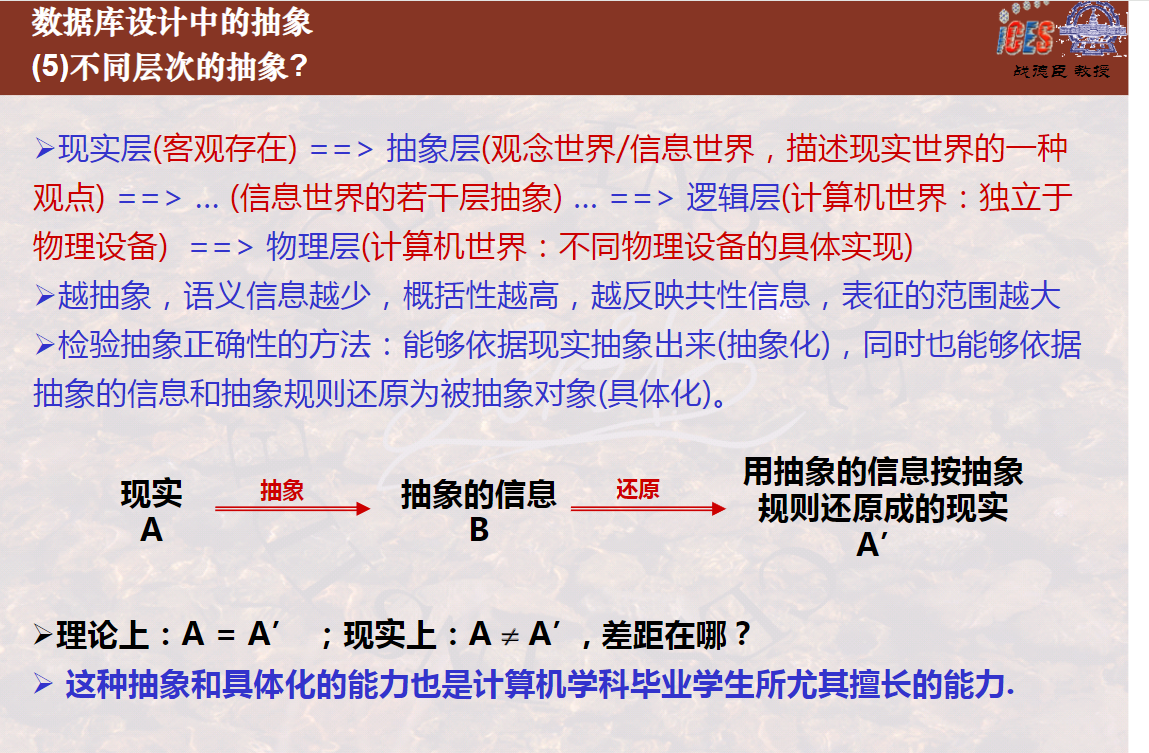 数据库设计中的抽象
(5)不同层次的抽象?
iCES
战德臣 教授
➢现实层(客观存在) ==> 抽象层(观念世界/信息世界，描述现实世界的一种
观点) ==> ... (信息世界的若干层抽象) ... ==> 逻辑层(计算机世界：独立于
物理设备) ==> 物理层(计算机世界：不同物理设备的具体实现)
➢越抽象，语义信息越少，概括性越高，越反映共性信息，表征的范围越大
➢检验抽象正确性的方法：能够依据现实抽象出来(抽象化)，同时也能够依据
抽象的信息和抽象规则还原为被抽象对象(具体化)。
现实
A
抽象
抽象的信息
B
还原
用抽象的信息按抽象
规则还原成的现实
A′
➢理论上：A = A′ ；现实上：A ≠ A′，差距在哪？
➢ 这种抽象和具体化的能力也是计算机学科毕业学生所尤其擅长的能力.